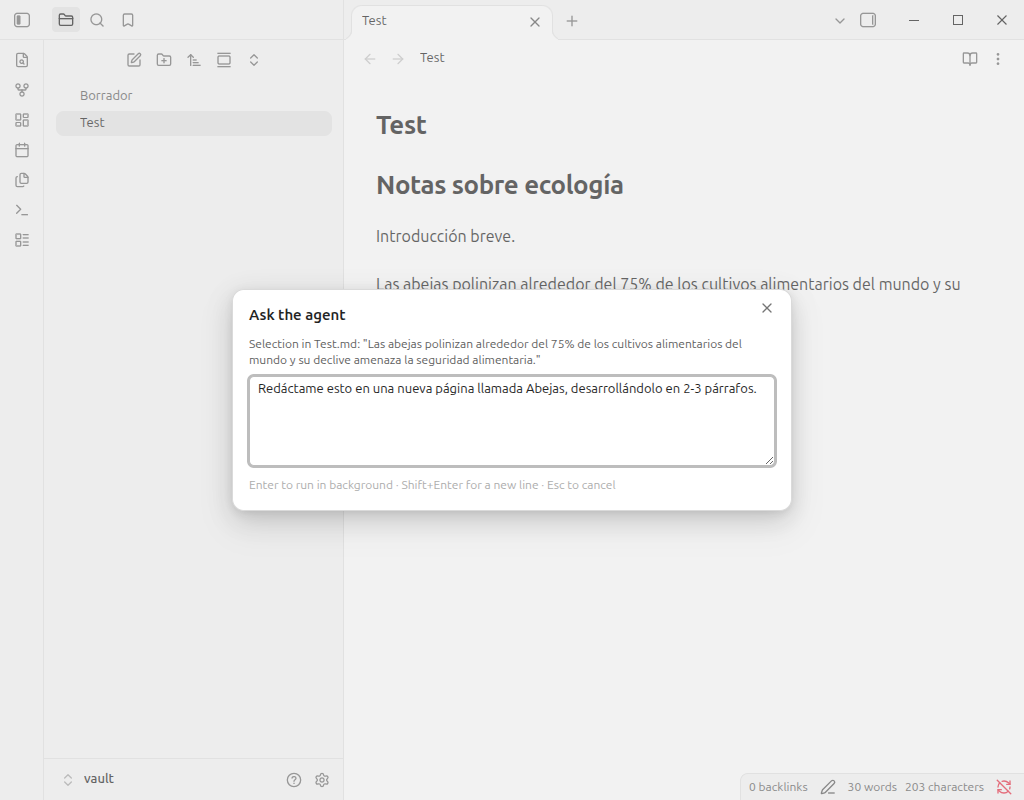 Test
Test
Borrador
Test
Test
Notas sobre ecología
Introducción breve.
Las abejas polinizan alrededor del 75% de los cultivos alimentarios del mundo y su
Ask the agent
Selection in Test.md: "Las abejas polinizan alrededor del 75% de los cultivos alimentarios del
mundo y su declive amenaza la seguridad alimentaria."
Redáctame esto en una nueva página llamada Abejas, desarrollándolo en 2-3 párrafos.
Enter to run in background · Shift+Enter for a new line · Esc to cancel
vault
0 backlinks 30 words 203 characters